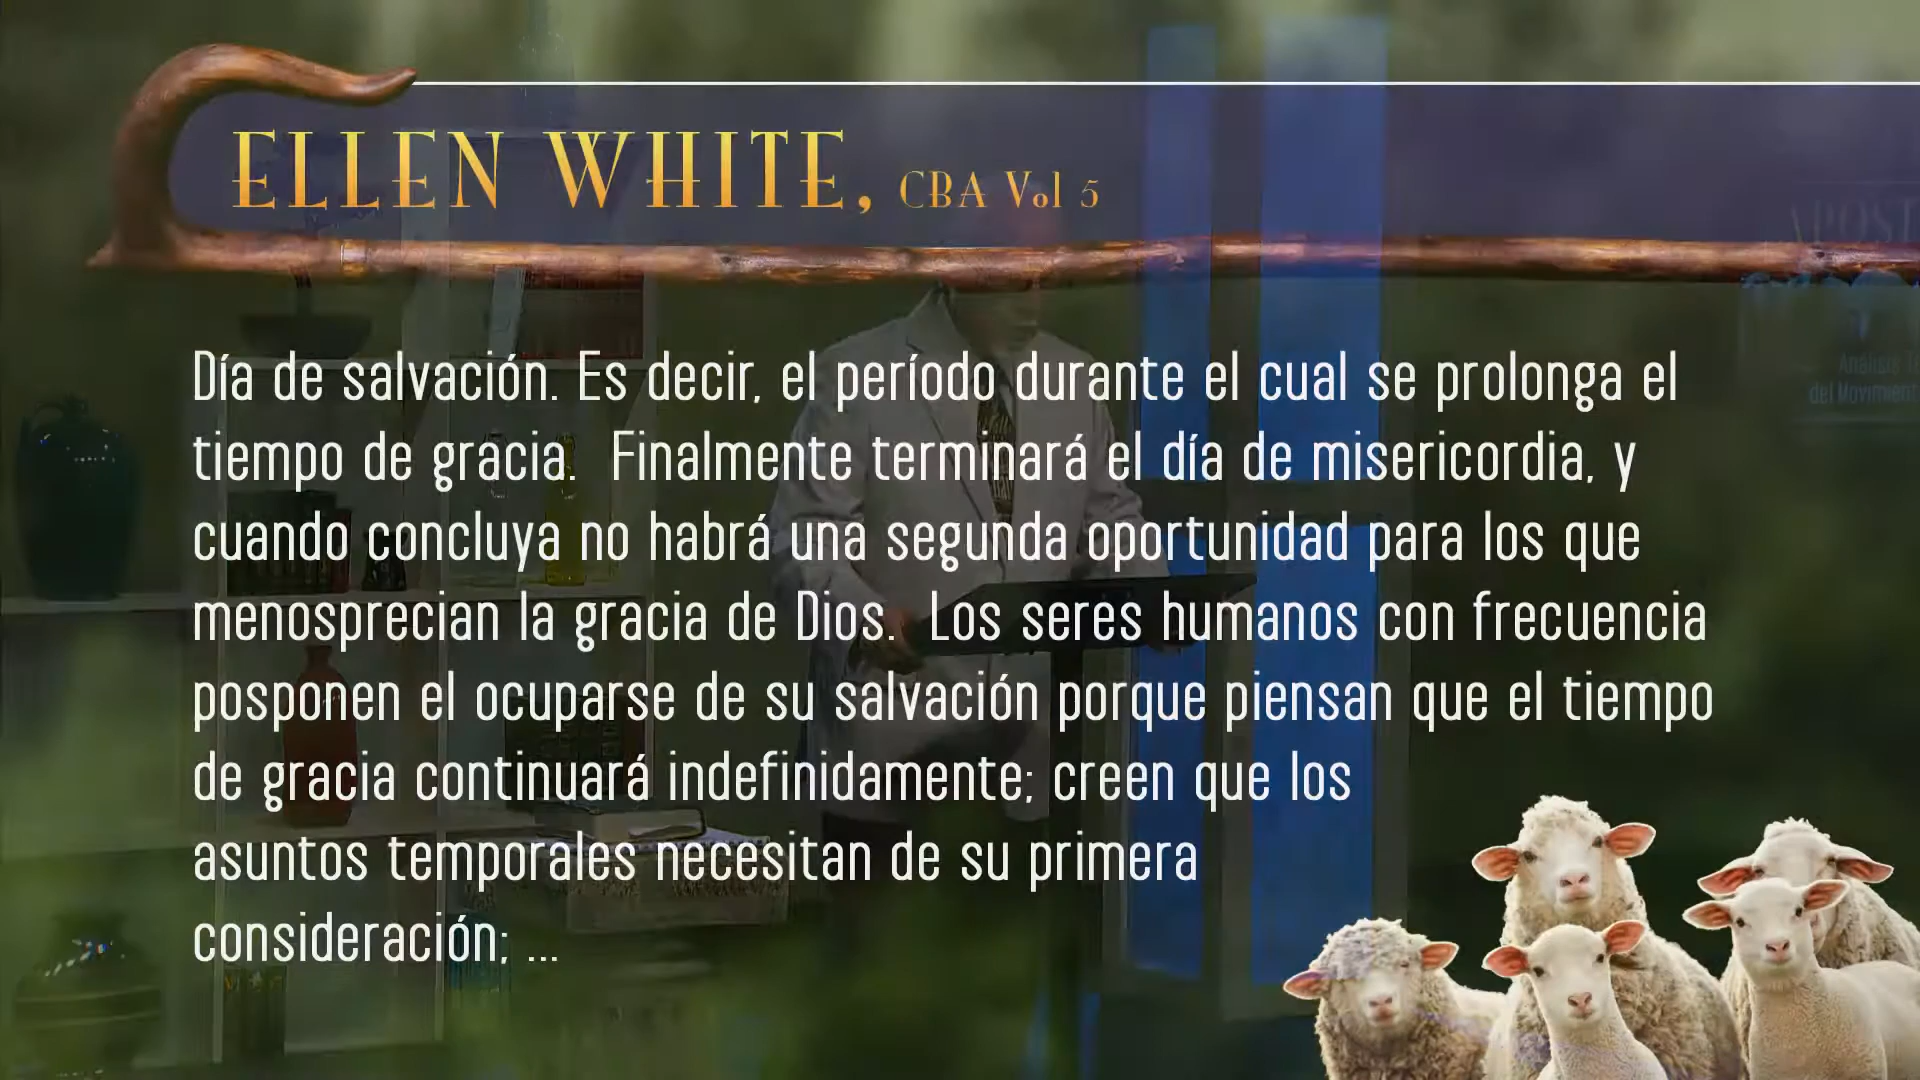 ELLEN WHITE, CBA Vol 5
Día de salvación. Es decir, el período durante el cual se prolonga el
tiempo de gracia. Finalmente terminará el día de misericordia, y
cuando concluya no habrá una segunda oportunidad para los que
menosprecian la gracia de Dios. Los seres humanos con frecuencia
posponen el ocuparse de su salvación porque piensan que el tiempo
de gracia continuará indefinidamente; creen que los
asuntos temporales necesitan de su primera
consideración; ...
Análisis
del Movimient